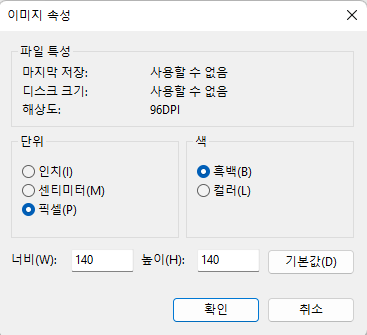 이미지 속성
파일 특성
마지막 저장: 사용할 수 없음
디스크 크기: 사용할 수 없음
해상도: 96DPI
단위
색
인치(I)
흑백(B)
센티미터(M)
컬러(L)
픽셀(P)
너비(W): 140 높이(H): 140 기본값(D)
확인 취소